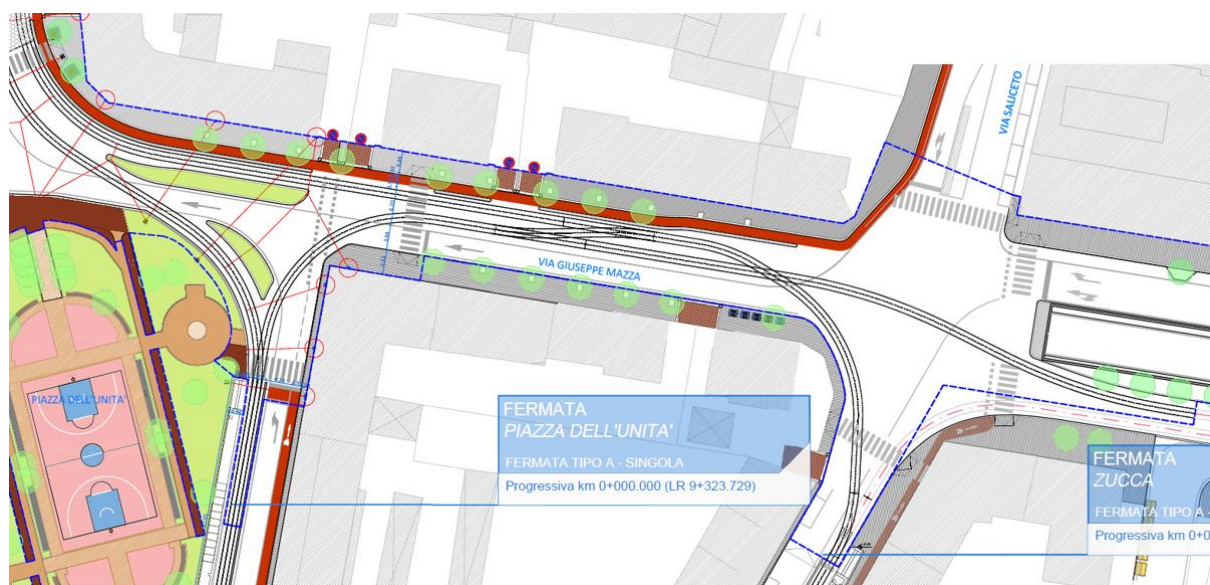 VIA SALICETO
VIA GIUSEPPE MAZZA
PIAZZA DELL'UNITA'
FERMATA
PIAZZA DELL'UNITA'
FERMATA TIPO A - SINGOLA
Progressiva km 0+000.000 (LR 9+323.729)
FERMATA
ZUCCA
FERMATA TIPO A -
Progressiva km 0+0